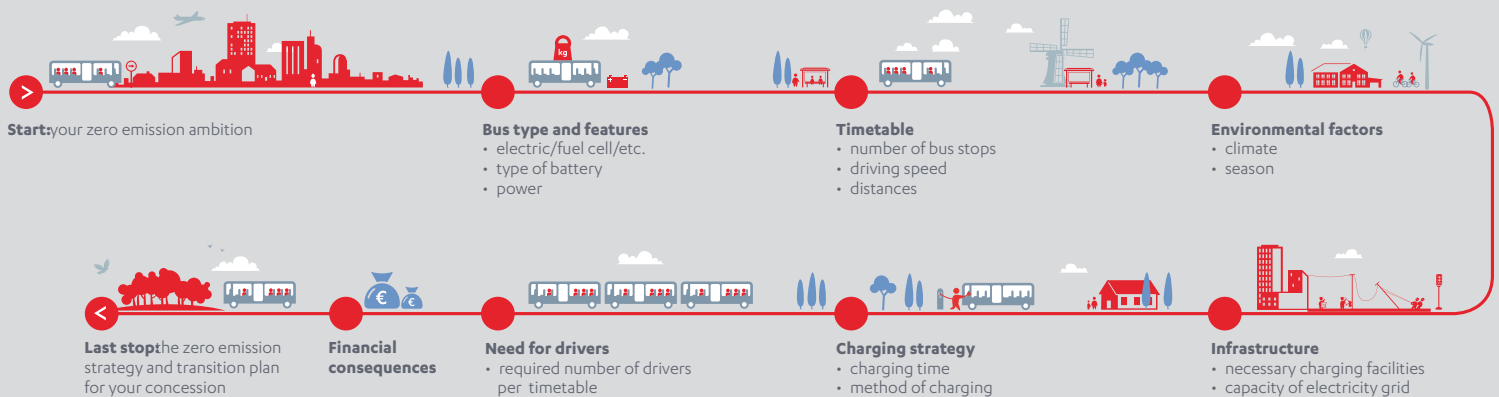 kg
Start:your zero emission ambition
Bus type and features
• electric/fuel cell/etc.
• type of battery
• power
Timetable
• number of bus stops
• driving speed
• distances
Environmental factors
• climate
• season
Infrastructure
• necessary charging facilities
• capacity of electricity grid
Charging strategy
• charging time
• method of charging
Need for drivers
• required number of drivers
per timetable
€ €
Financial
consequences
Last stop:the zero emission
strategy and transition plan
for your concession